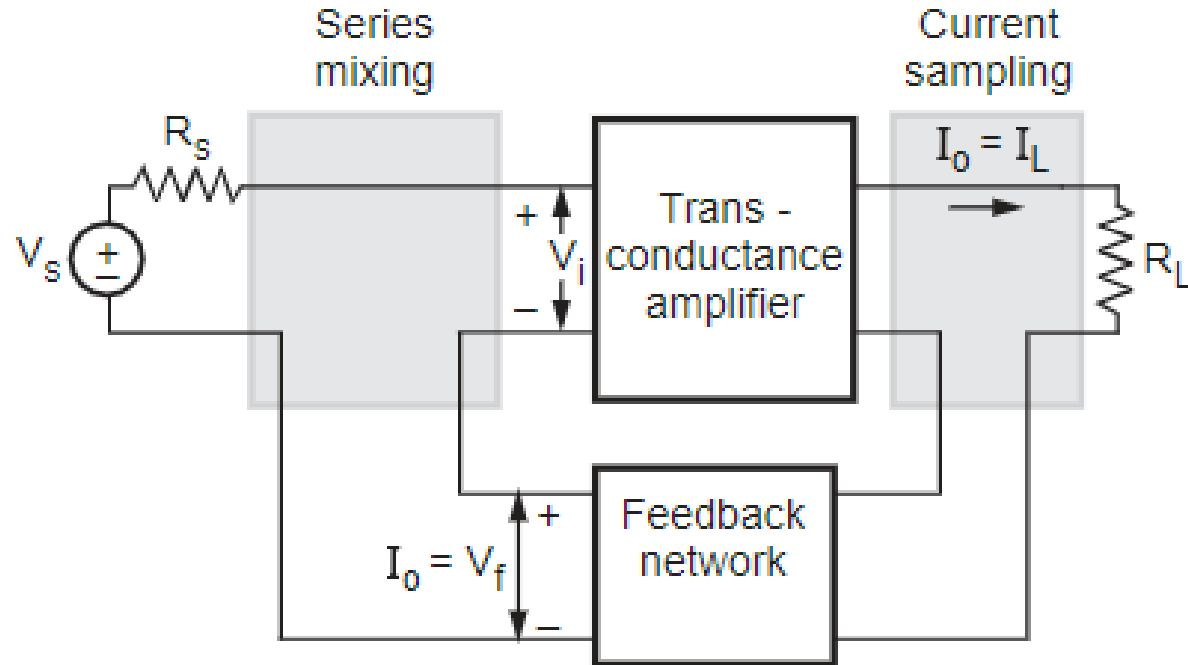 Series
mixing
Current
sampling
R_s
I_o = I_L
V_s
+
−
+
V_i
−
Trans -
conductance
amplifier
R_L
I_o = V_f
+
−
Feedback
network